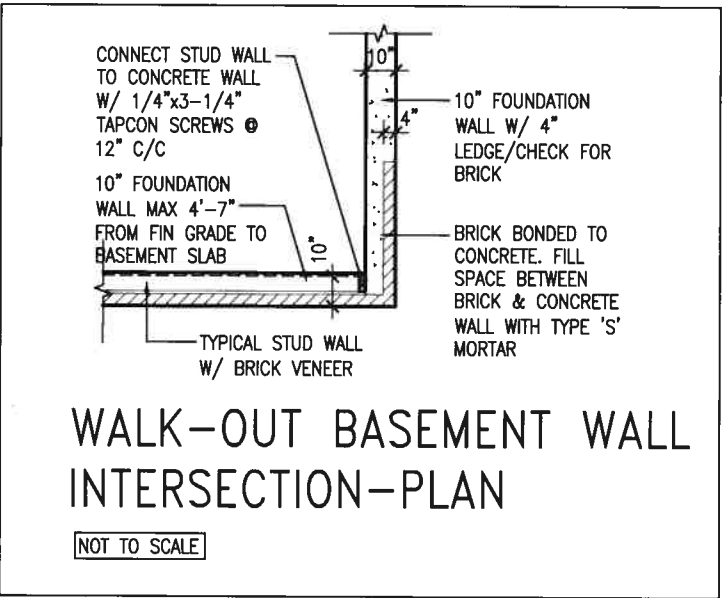 CONNECT STUD WALL
TO CONCRETE WALL
W/ 1/4"x3-1/4"
TAPCON SCREWS @
12" C/C
10" FOUNDATION
WALL MAX 4'-7"
FROM FIN GRADE TO
BASEMENT SLAB
10"
10"
4"
10" FOUNDATION
WALL W/ 4"
LEDGE/CHECK FOR
BRICK
BRICK BONDED TO
CONCRETE. FILL
SPACE BETWEEN
BRICK & CONCRETE
WALL WITH TYPE 'S'
MORTAR
TYPICAL STUD WALL
W/ BRICK VENEER
WALK-OUT BASEMENT WALL
INTERSECTION-PLAN
NOT TO SCALE